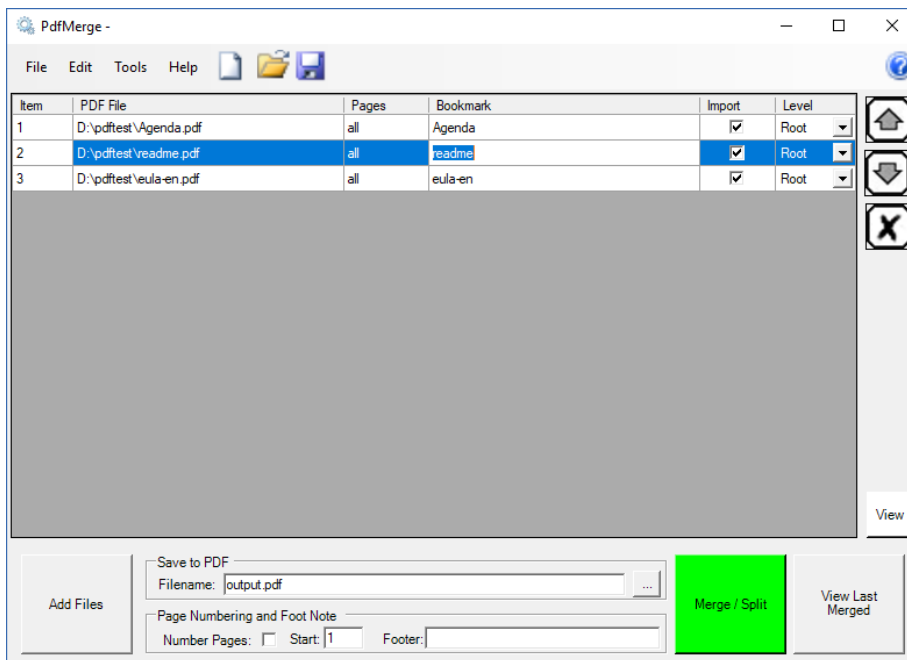 PdfMerge -
File Edit Tools Help
Item PDF File Pages Bookmark Import Level
1 D:\pdftest\Agenda.pdf all Agenda Root
2 D:\pdftest\readme.pdf all readme Root
3 D:\pdftest\eula-en.pdf all eula-en Root
View
Add Files
Save to PDF
Filename: output.pdf ...
Page Numbering and Foot Note
Number Pages: Start: 1 Footer:
Merge / Split
View Last
Merged